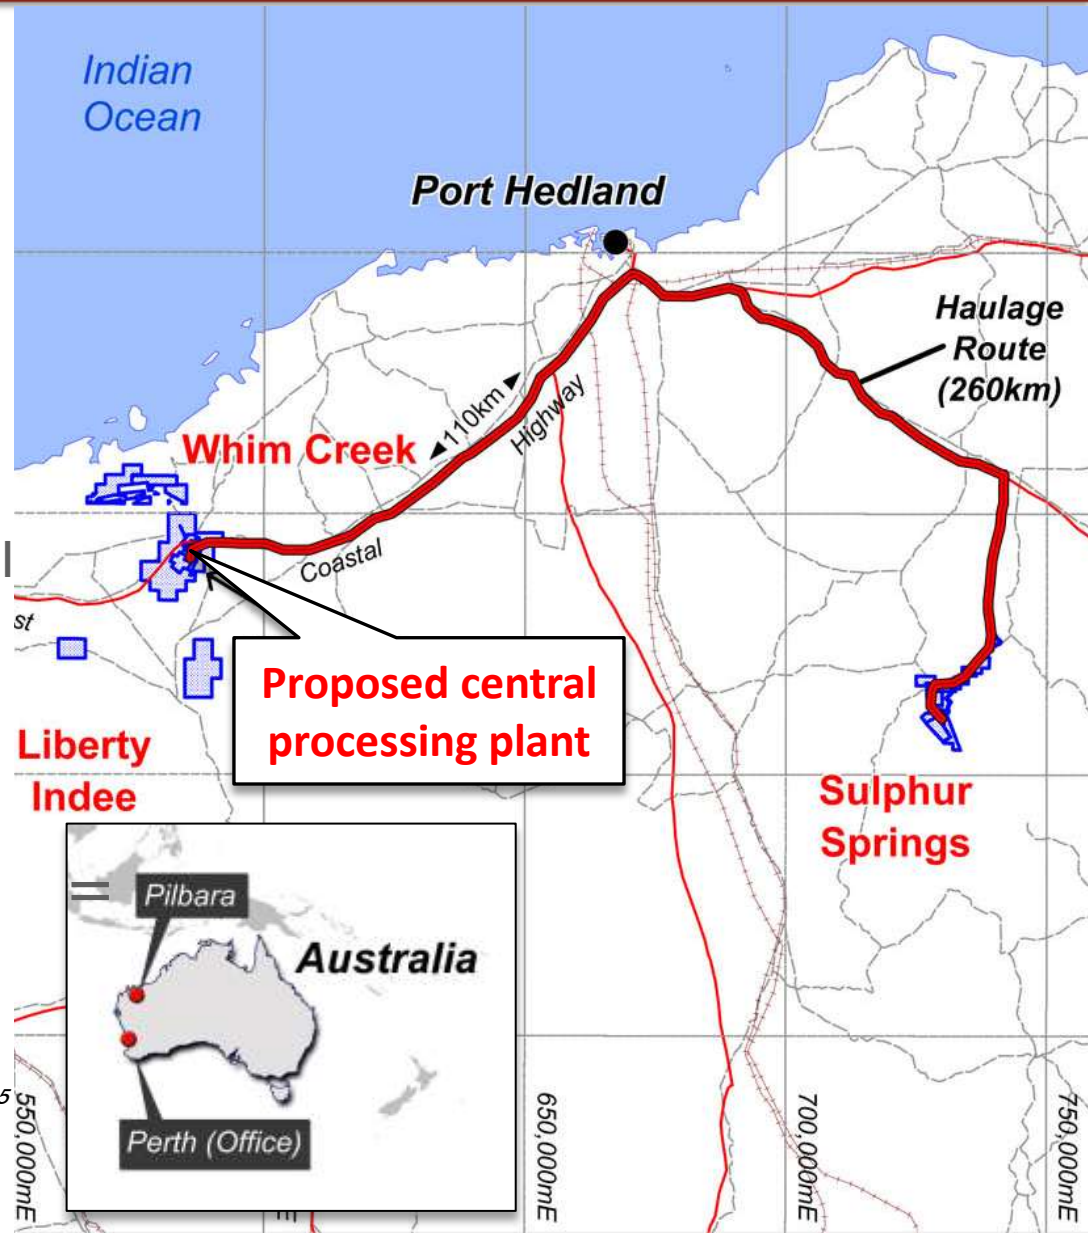 Indian
Ocean
Port Hedland
Haulage
Route
(260km)
110km
Highway
Whim Creek
Coastal
st
Proposed central
processing plant
Liberty
Indee
Sulphur
Springs
Pilbara
Australia
Perth (Office)
5
550,000mE
E
650,000mE
700,000mE
750,000mE